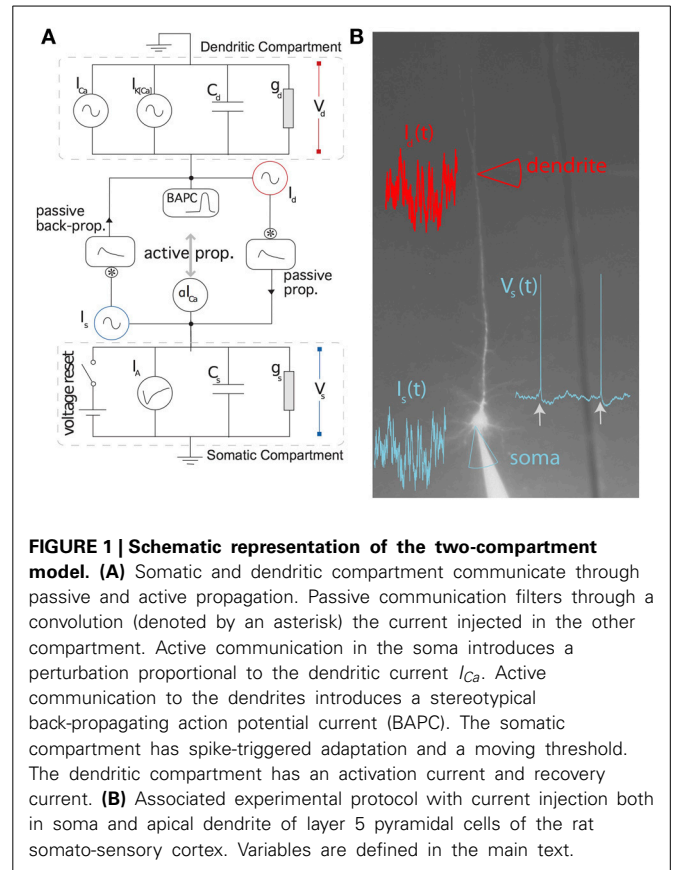 A
B
Dendritic Compartment
I_Ca
I_K[Ca]
C_d
g_d
V_d
BAPC
I_d
passive
back-prop.
active prop.
αI_Ca
passive
prop.
*
*
I_s
voltage reset
I_A
C_s
g_s
V_s
Somatic Compartment
dendrite
V_s(t)
I_s(t)
soma
FIGURE 1 | Schematic representation of the two-compartment
model. (A) Somatic and dendritic compartment communicate through
passive and active propagation. Passive communication filters through a
convolution (denoted by an asterisk) the current injected in the other
compartment. Active communication in the soma introduces a
perturbation proportional to the dendritic current I_Ca. Active
communication to the dendrites introduces a stereotypical
back-propagating action potential current (BAPC). The somatic
compartment has spike-triggered adaptation and a moving threshold.
The dendritic compartment has an activation current and recovery
current. (B) Associated experimental protocol with current injection both
in soma and apical dendrite of layer 5 pyramidal cells of the rat
somato-sensory cortex. Variables are defined in the main text.